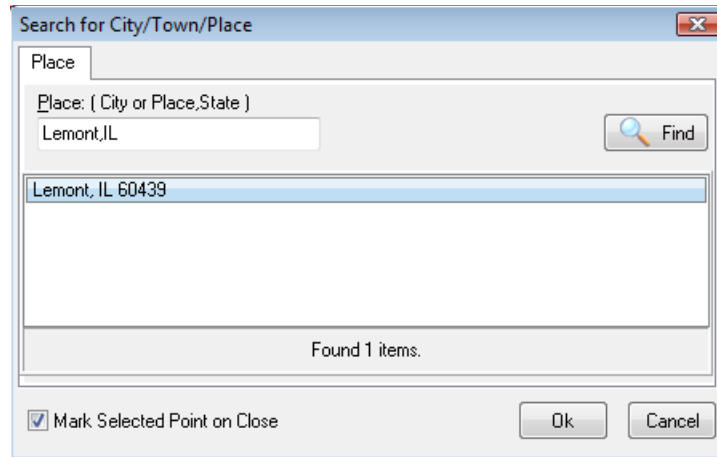 Search for City/Town/Place
Place
Place: ( City or Place,State )
Lemont,IL
Find
Lemont, IL 60439
Found 1 items.
Mark Selected Point on Close
Ok
Cancel